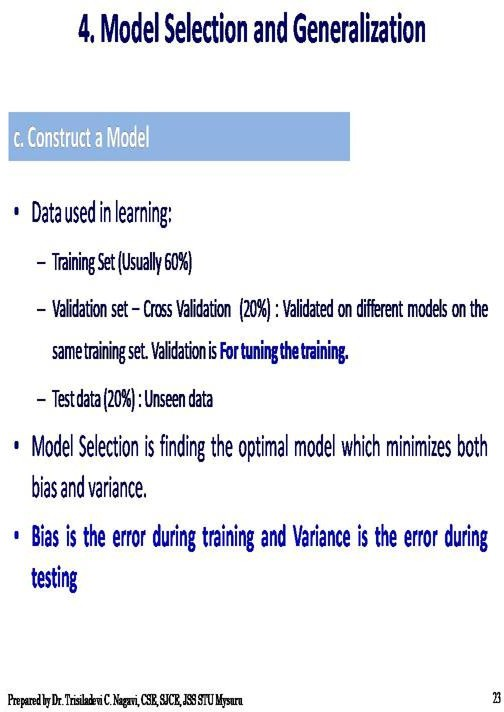 4. Model Selection and Generalization
c. Construct a Model
• Data used in learning:
– Training Set (Usually 60%)
– Validation set – Cross Validation (20%) : Validated on different models on the
same training set. Validation is For tuning the training.
– Test data (20%) : Unseen data
• Model Selection is finding the optimal model which minimizes both
bias and variance.
• Bias is the error during training and Variance is the error during
testing
Prepared by Dr. Trisiladevi C. Nagavi, CSE, SJCE, JSS STU Mysuru
23